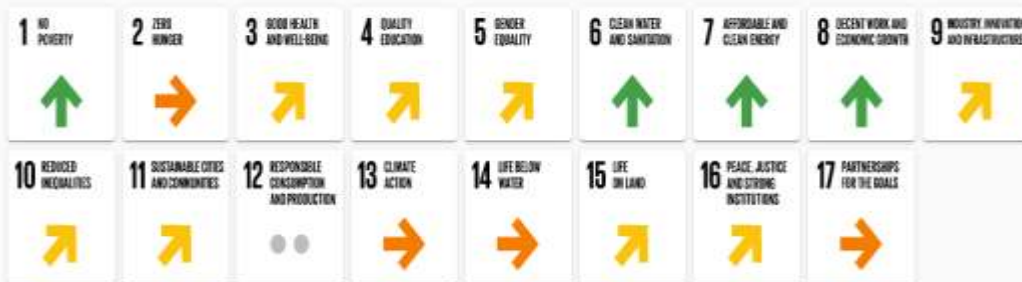 1 NO
POVERTY
2 ZERO
HUNGER
3 GOOD HEALTH
AND WELL-BEING
4 QUALITY
EDUCATION
5 GENDER
EQUALITY
6 CLEAN WATER
AND SANITATION
7 AFFORDABLE AND
CLEAN ENERGY
8 DECENT WORK AND
ECONOMIC GROWTH
9 INDUSTRY, INNOVATION
AND INFRASTRUCTURE
10 REDUCED
INEQUALITIES
11 SUSTAINABLE CITIES
AND COMMUNITIES
12 RESPONSIBLE
CONSUMPTION
AND PRODUCTION
13 CLIMATE
ACTION
14 LIFE BELOW
WATER
15 LIFE
ON LAND
16 PEACE, JUSTICE
AND STRONG
INSTITUTIONS
17 PARTNERSHIPS
FOR THE GOALS